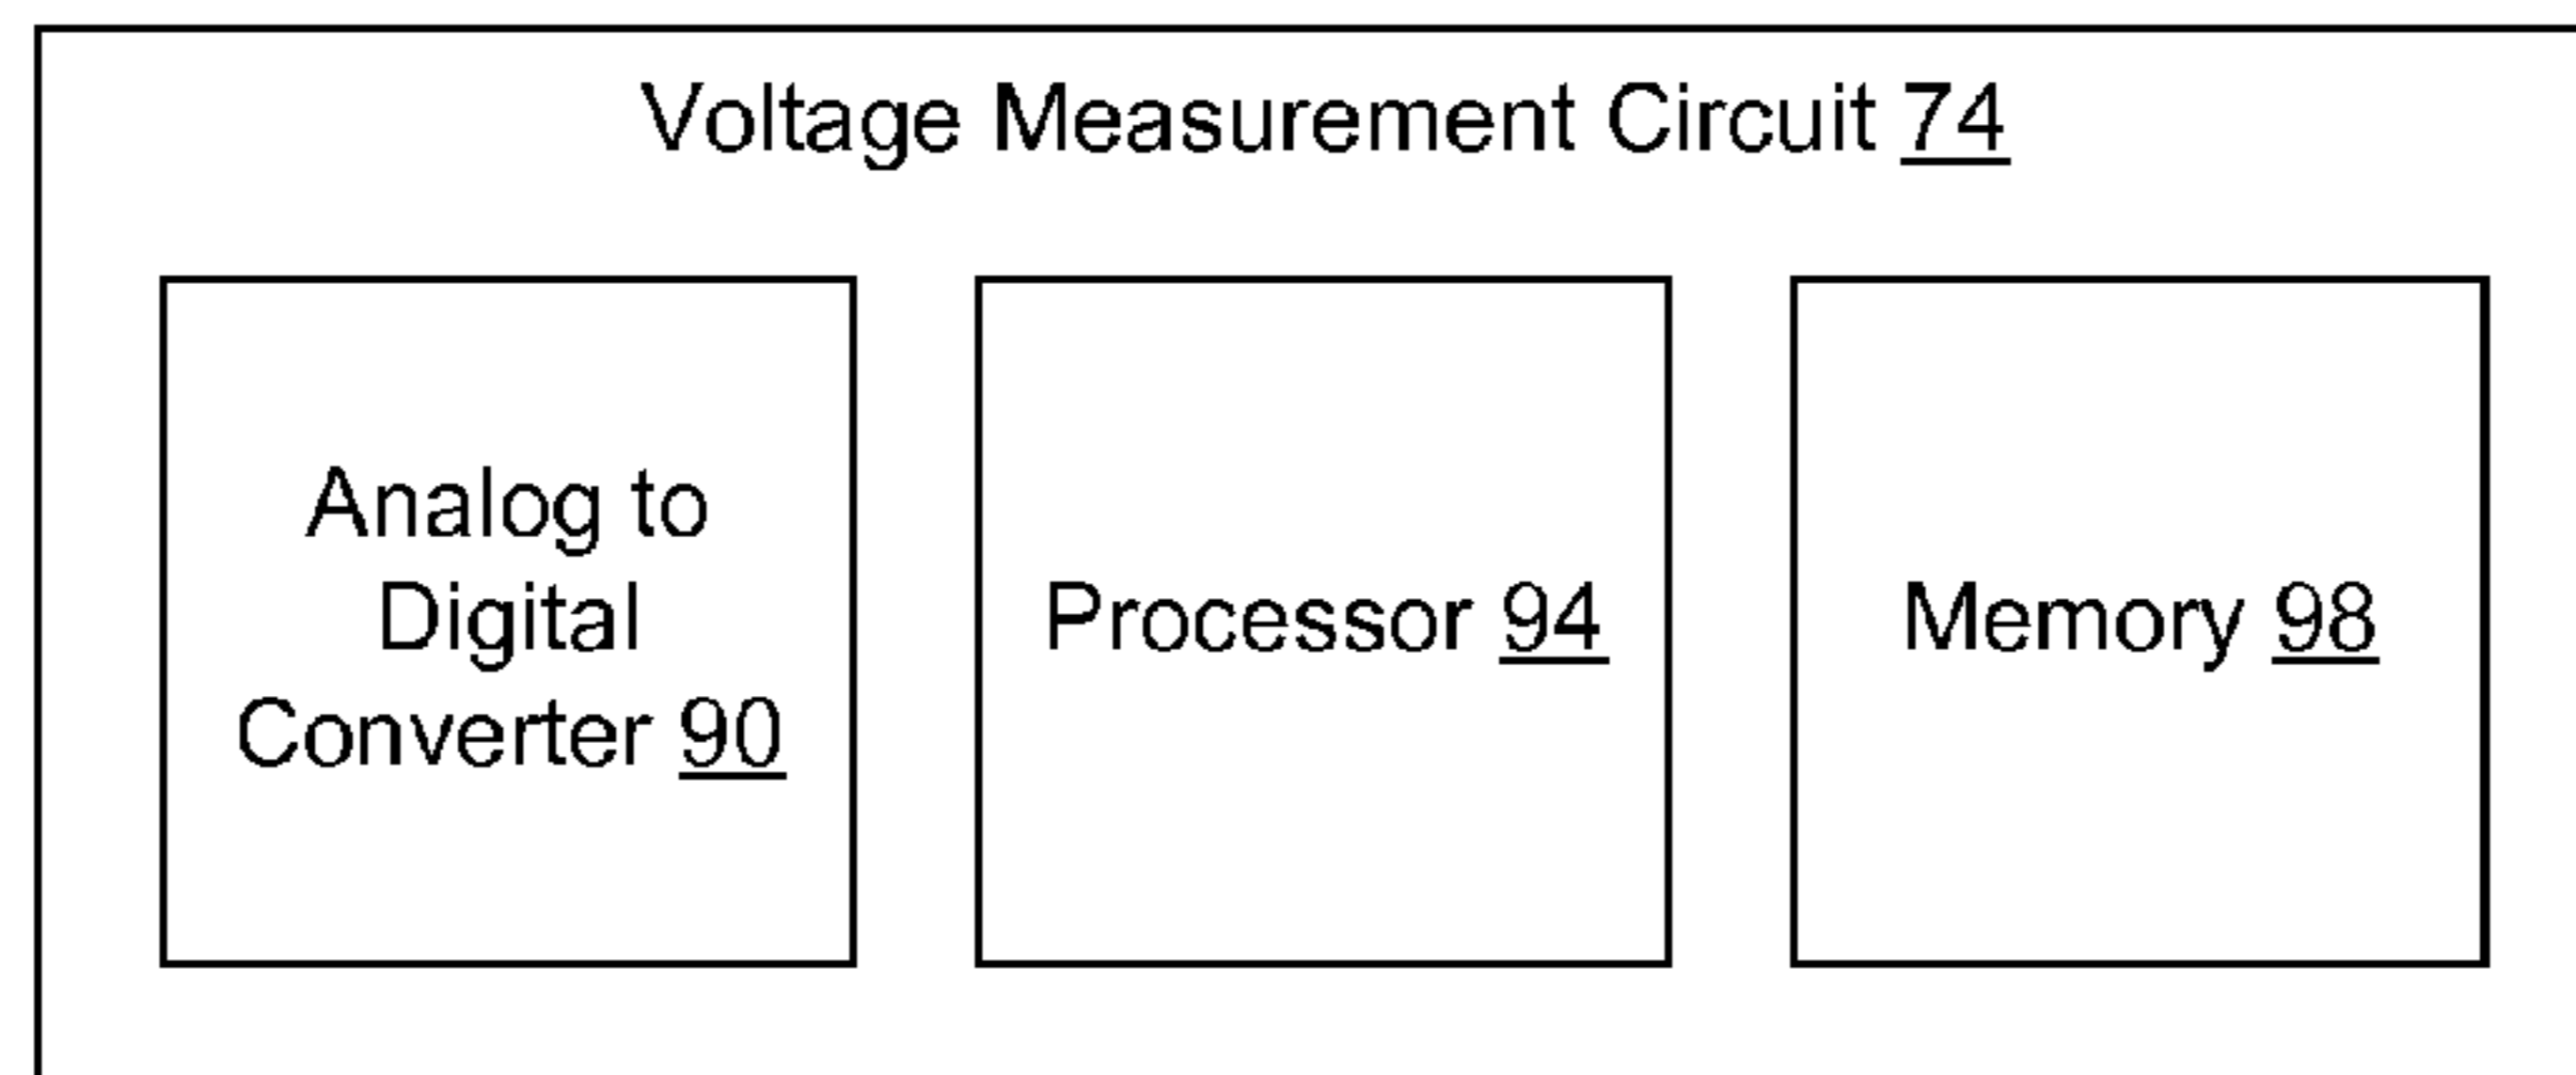 Voltage Measurement Circuit 74
Analog to
Digital
Converter 90
Processor 94
Memory 98